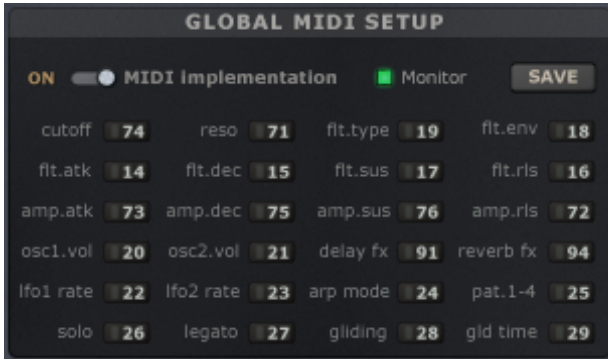 GLOBAL MIDI SETUP
ON MIDI implementation Monitor SAVE
cutoff 74 reso 71 flt.type 19 flt.env 18
flt.atk 14 flt.dec 15 flt.sus 17 flt.rls 16
amp.atk 73 amp.dec 75 amp.sus 76 amp.rls 72
osc1.vol 20 osc2.vol 21 delay fx 91 reverb fx 94
lfo1 rate 22 lfo2 rate 23 arp mode 24 pat.1-4 25
solo 26 legato 27 gliding 28 gld time 29